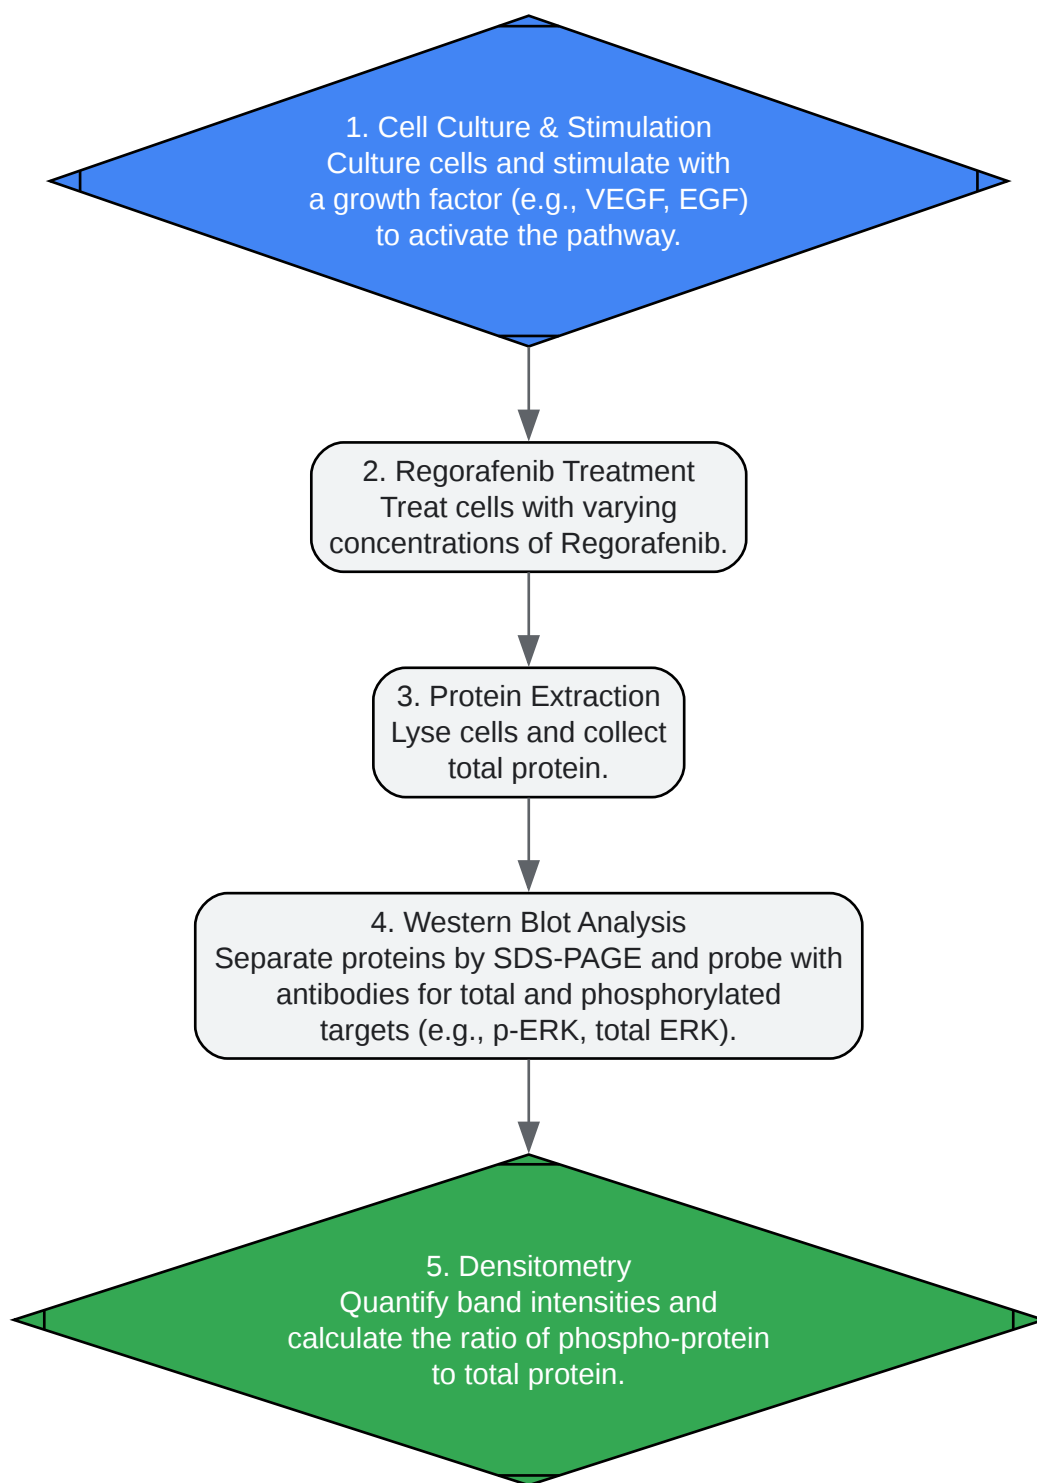 1. Cell Culture & Stimulation
Culture cells and stimulate with
a growth factor (e.g., VEGF, EGF)
to activate the pathway.
2. Regorafenib Treatment
Treat cells with varying
concentrations of Regorafenib.
3. Protein Extraction
Lyse cells and collect
total protein.
4. Western Blot Analysis
Separate proteins by SDS-PAGE and probe with
antibodies for total and phosphorylated
targets (e.g., p-ERK, total ERK).
5. Densitometry
Quantify band intensities and
calculate the ratio of phospho-protein
to total protein.